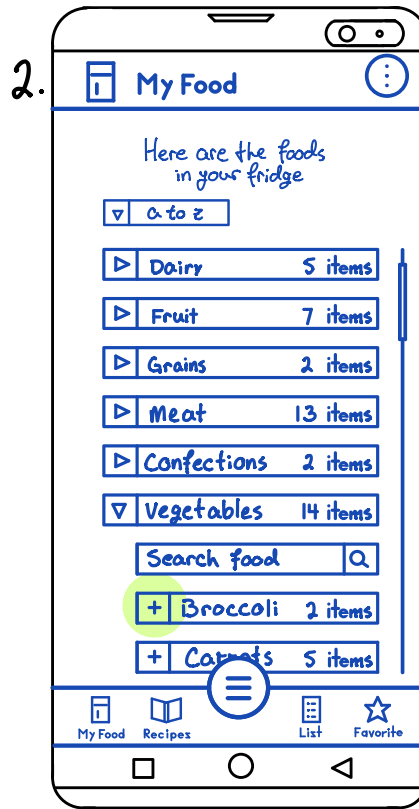 2.
My Food
Here are the foods
in your fridge
a to z
Dairy 5 items
Fruit 7 items
Grains 2 items
Meat 13 items
Confections 2 items
Vegetables 14 items
Search food
+ Broccoli 2 items
+ Carrots 5 items
My Food Recipes List Favorite